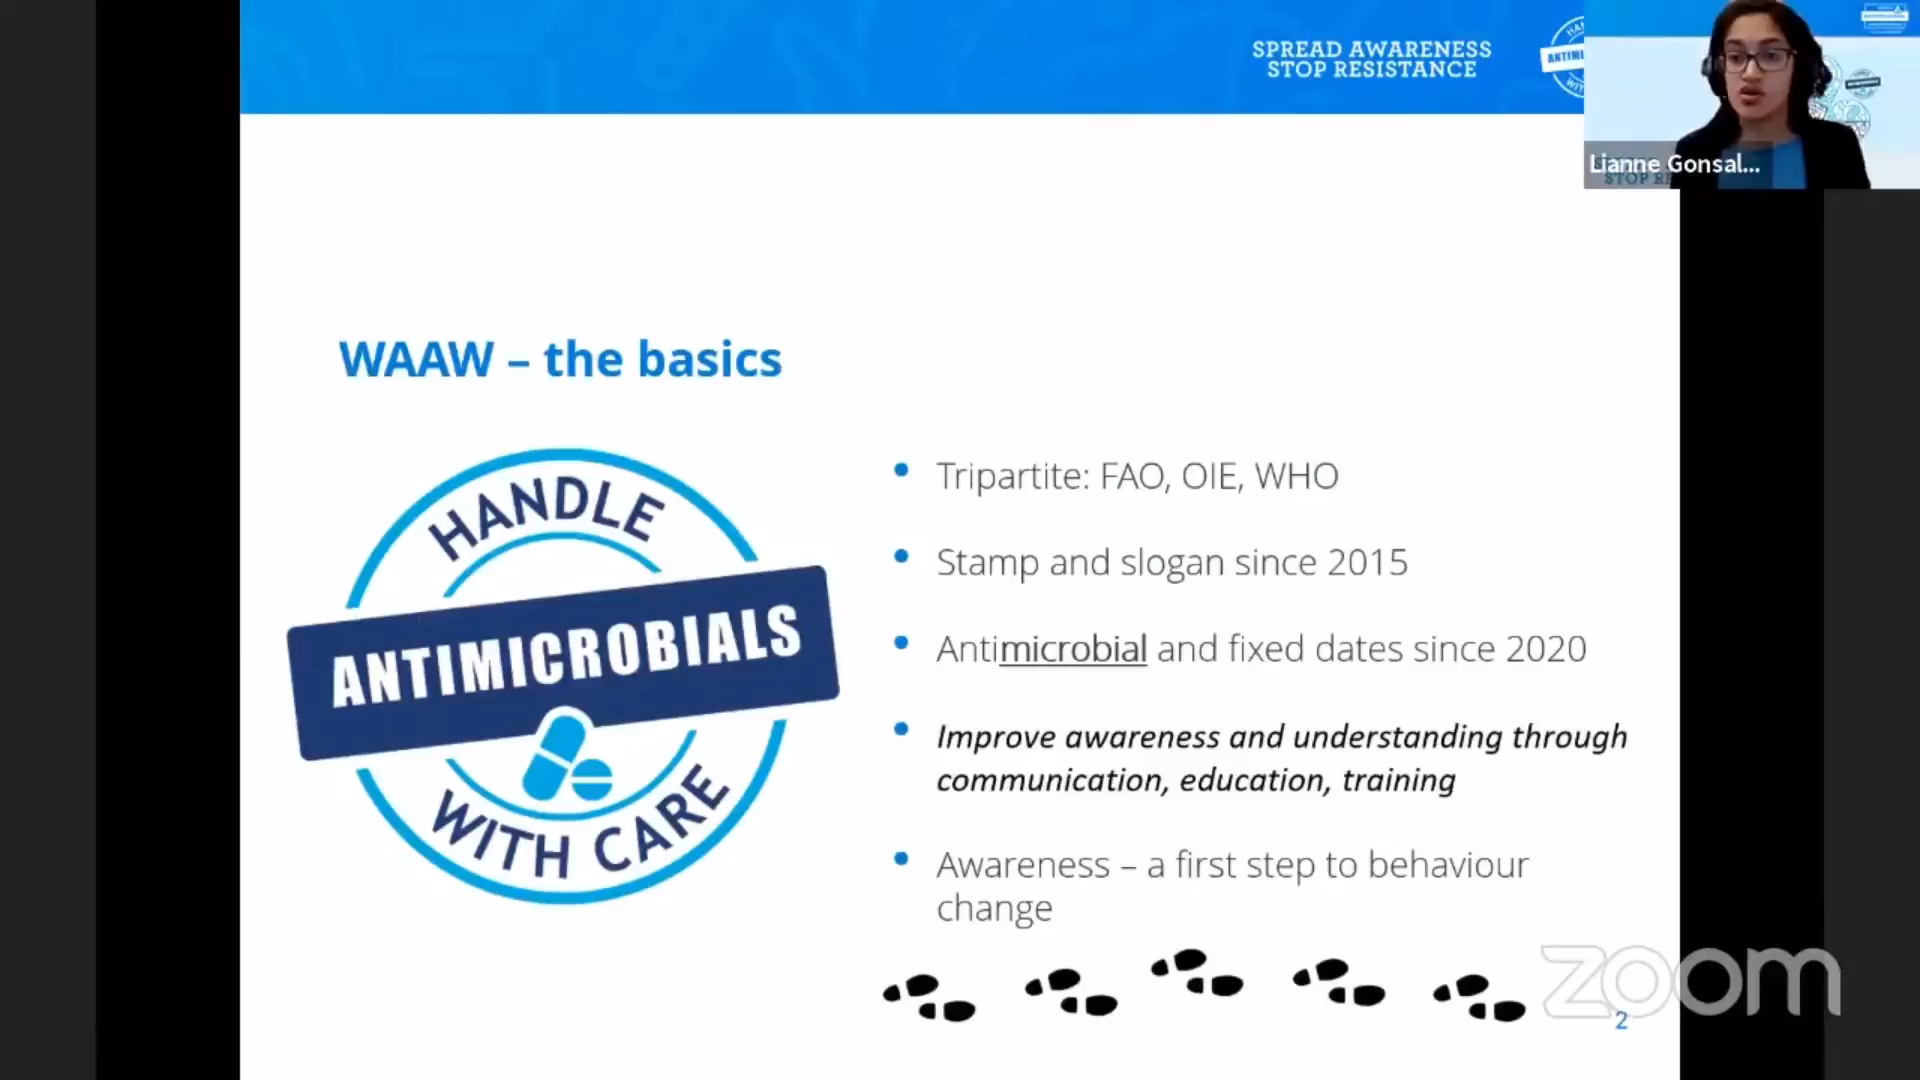 SPREAD AWARENESS
STOP RESISTANCE
Lianne Gonsal...
WAAW – the basics
HANDLE
ANTIMICROBIALS
WITH CARE
• Tripartite: FAO, OIE, WHO
• Stamp and slogan since 2015
• Antimicrobial and fixed dates since 2020
• Improve awareness and understanding through
communication, education, training
• Awareness – a first step to behaviour
change
zoom
2